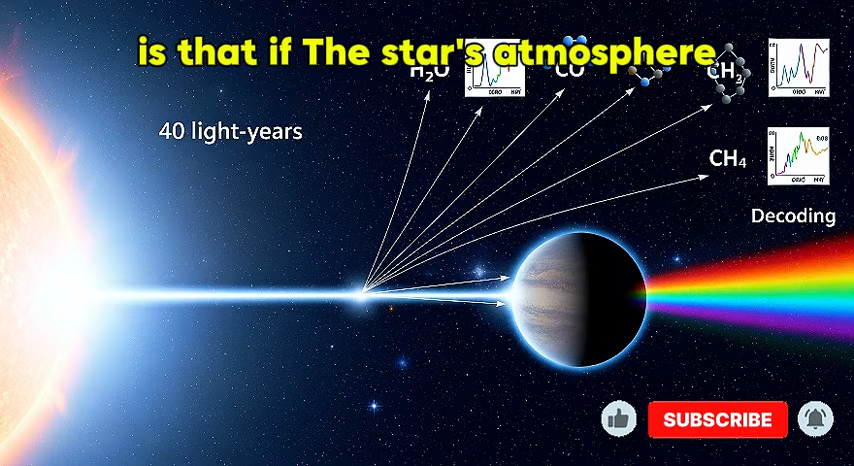 is that if The star's atmosphere
H₂O
CO
CH₃
40 light-years
CH₄
Decoding
SUBSCRIBE